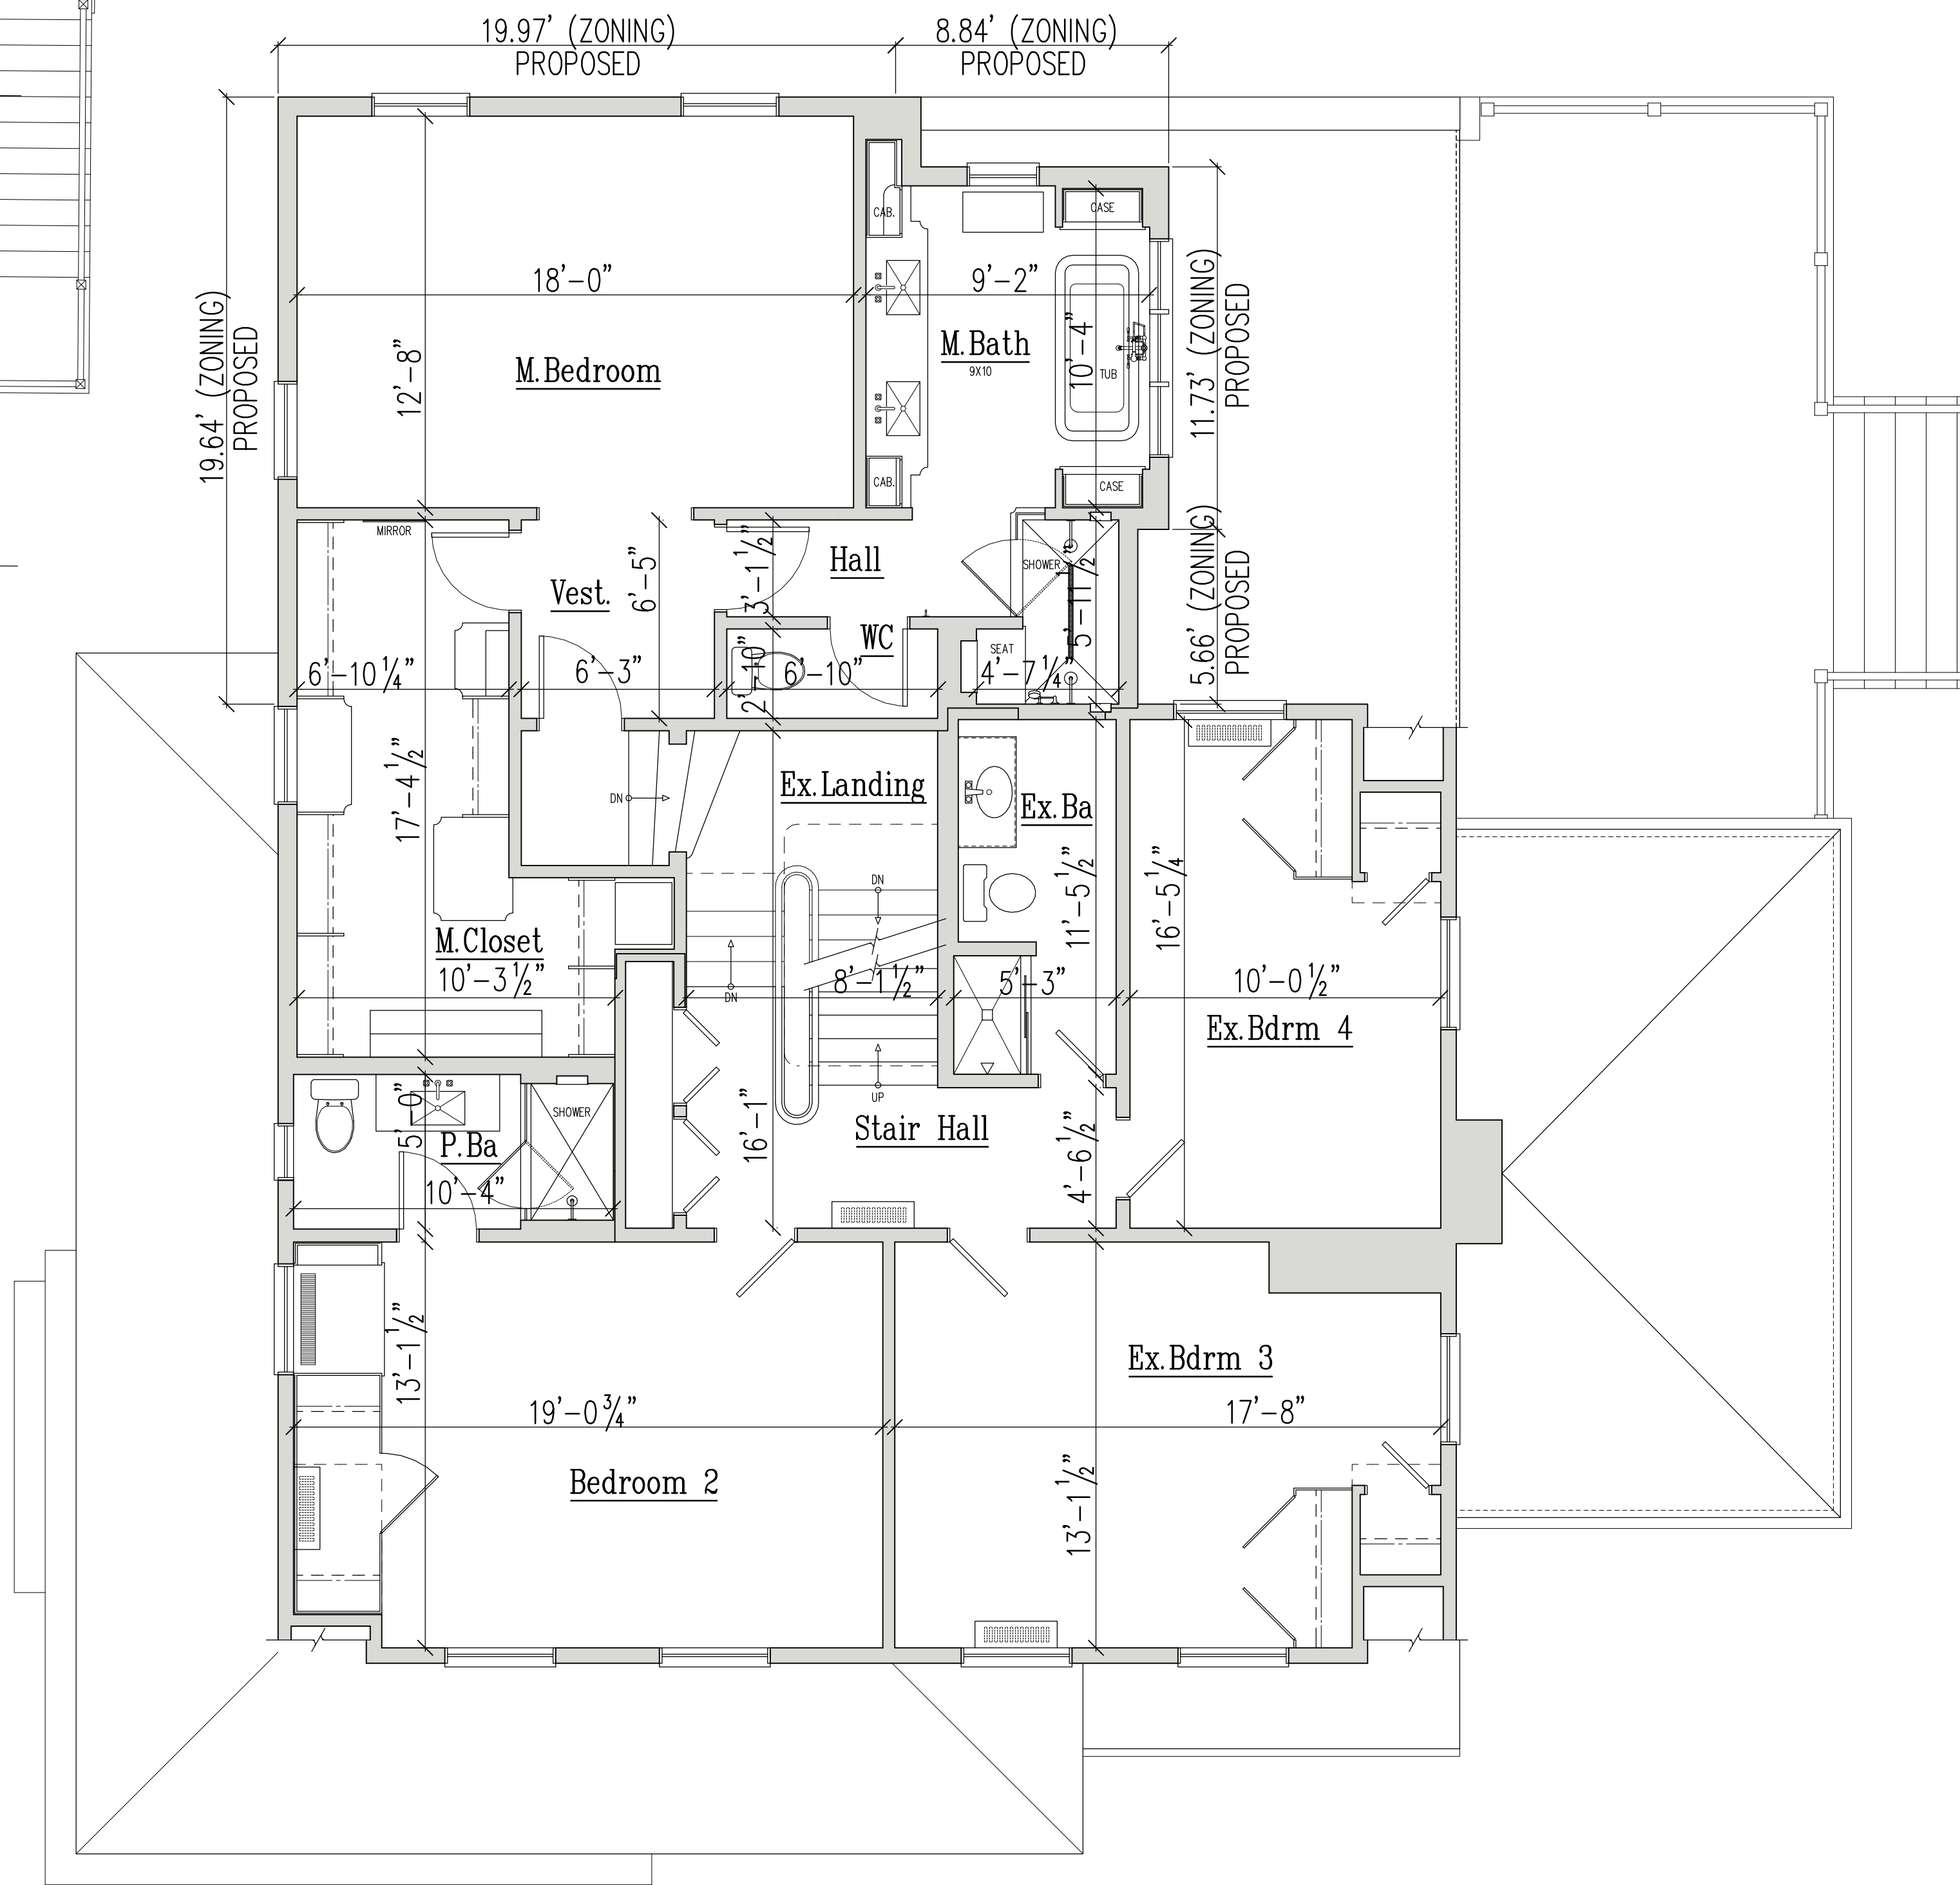 19.97' (ZONING)
PROPOSED
8.84' (ZONING)
PROPOSED
CAB.
CASE
18'-0"
9'-2"
19.64' (ZONING)
PROPOSED
12'-8"
M.Bedroom
M.Bath
9X10
10'-4"
TUB
11.73' (ZONING)
PROPOSED
CAB.
CASE
MIRROR
Vest.
6'-5"
3'-1 1/2"
Hall
SHOWER
5'-11 1/2"
5.66' (ZONING)
PROPOSED
WC
SEAT
6'-10 1/4"
6'-3"
2'-10"
6'-10"
4'-7 1/4"
17'-4 1/2"
DN
Ex.Landing
Ex.Ba
DN
11'-5 1/2"
16'-5 1/4"
M.Closet
10'-3 1/2"
DN
8'-1 1/2"
5'-3"
10'-0 1/2"
Ex.Bdrm 4
UP
5'-0"
P.Ba
SHOWER
10'-4"
16'-1"
Stair Hall
4'-6 1/2"
13'-1 1/2"
Ex.Bdrm 3
19'-0 3/4"
17'-8"
Bedroom 2
13'-1 1/2"